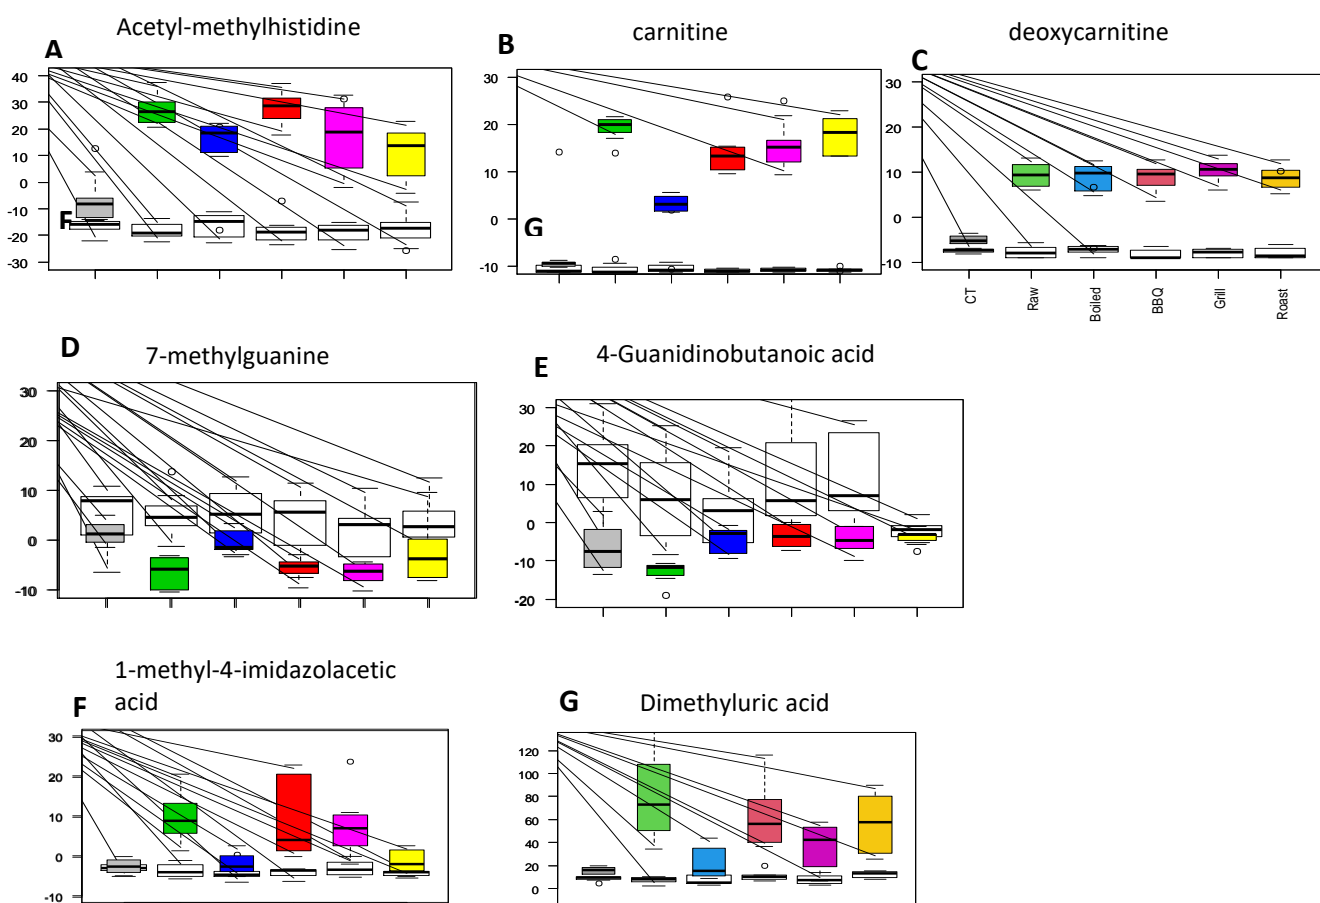 Acetyl-methylhistidine
carnitine
deoxycarnitine
A
B
C
40
30
20
10
0
-10
-20
-30
F
30
20
10
0
-10
G
30
20
10
0
-10
CT
Raw
Boiled
BBQ
Grill
Roast
D
7-methylguanine
E
4-Guanidinobutanoic acid
30
20
10
0
-10
30
20
10
0
-10
-20
1-methyl-4-imidazolacetic
acid
F
G
Dimethyluric acid
30
20
10
0
-10
120
100
80
60
40
20
0